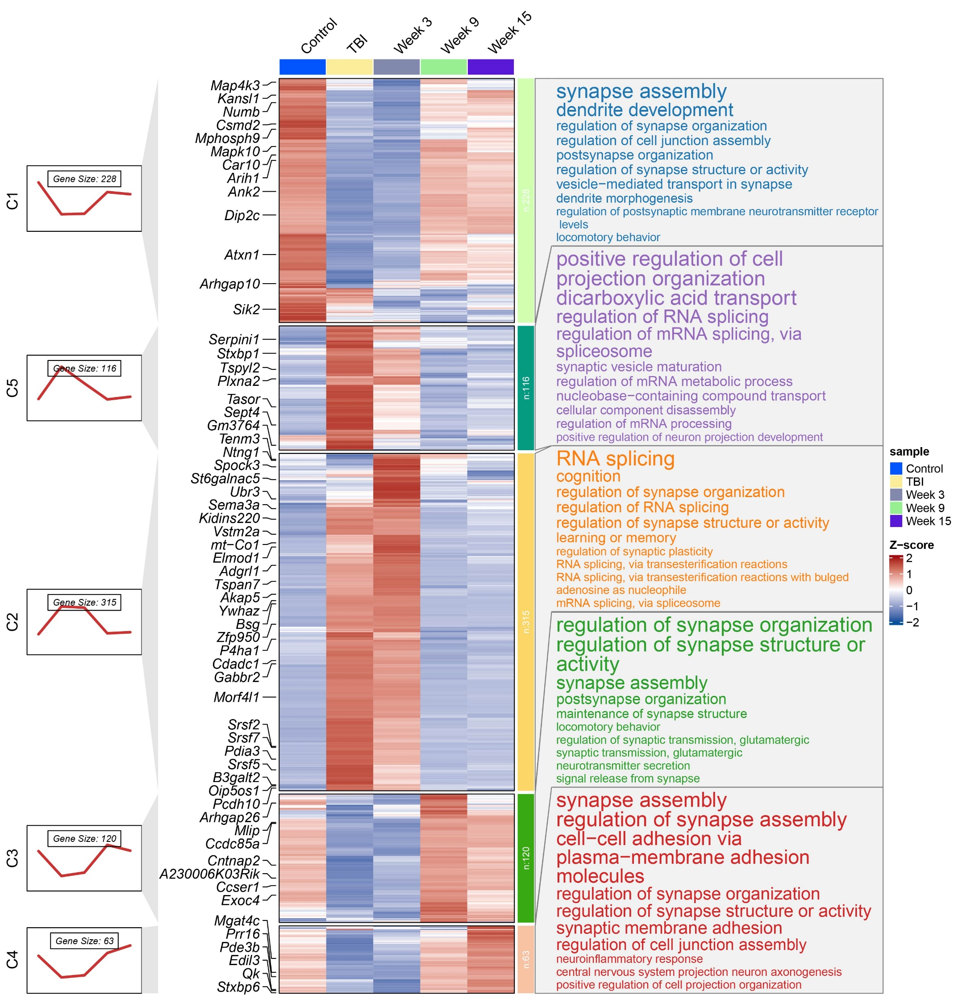 Control
TBI
Week 3
Week 9
Week 15
C1
Gene Size: 228
Map4k3
Kansl1
Numb
Csmd2
Mphosph9
Mapk10
Car10
Arih1
Ank2
Dip2c
Atxn1
Arhgap10
Sik2
n:228
synapse assembly
dendrite development
regulation of synapse organization
regulation of cell junction assembly
postsynapse organization
regulation of synapse structure or activity
vesicle−mediated transport in synapse
dendrite morphogenesis
regulation of postsynaptic membrane neurotransmitter receptor
levels
locomotory behavior
C5
Gene Size: 116
Serpini1
Stxbp1
Tspyl2
Plxna2
Tasor
Sept4
Gm3764
Tenm3
Ntng1
n:116
positive regulation of cell
projection organization
dicarboxylic acid transport
regulation of RNA splicing
regulation of mRNA splicing, via
spliceosome
synaptic vesicle maturation
regulation of mRNA metabolic process
nucleobase−containing compound transport
cellular component disassembly
regulation of mRNA processing
positive regulation of neuron projection development
C2
Gene Size: 315
Spock3
St6galnac5
Ubr3
Sema3a
Kidins220
Vstm2a
mt−Co1
Elmod1
Adgrl1
Tspan7
Akap5
Ywhaz
Bsg
Zfp950
P4ha1
Cdadc1
Gabbr2
Morf4l1
Srsf2
Srsf7
Pdia3
Srsf5
B3galt2
Oip5os1
n:315
RNA splicing
cognition
regulation of synapse organization
regulation of RNA splicing
regulation of synapse structure or activity
learning or memory
regulation of synaptic plasticity
RNA splicing, via transesterification reactions
RNA splicing, via transesterification reactions with bulged
adenosine as nucleophile
mRNA splicing, via spliceosome
C3
Gene Size: 120
Pcdh10
Arhgap26
Mlip
Ccdc85a
Cntnap2
A230006K03Rik
Ccser1
Exoc4
n:120
regulation of synapse organization
regulation of synapse structure or
activity
synapse assembly
postsynapse organization
maintenance of synapse structure
locomotory behavior
regulation of synaptic transmission, glutamatergic
synaptic transmission, glutamatergic
neurotransmitter secretion
signal release from synapse
C4
Gene Size: 63
Mgat4c
Prr16
Pde3b
Edil3
Qk
Stxbp6
n:63
synapse assembly
regulation of synapse assembly
cell−cell adhesion via
plasma−membrane adhesion
molecules
regulation of synapse organization
regulation of synapse structure or activity
synaptic membrane adhesion
regulation of cell junction assembly
neuroinflammatory response
central nervous system projection neuron axonogenesis
positive regulation of cell projection organization
sample
Control
TBI
Week 3
Week 9
Week 15
Z−score
2
1
0
−1
−2